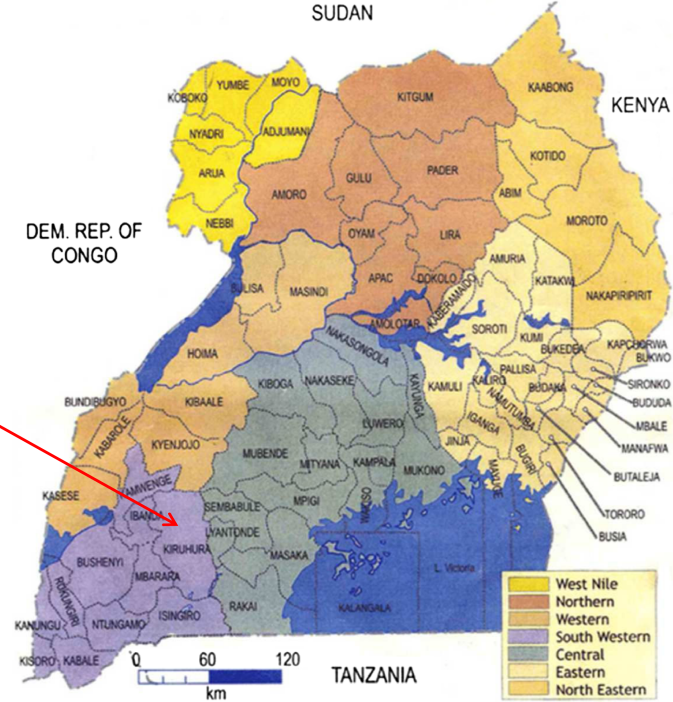 SUDAN
KENYA
DEM. REP. OF
CONGO
TANZANIA
YUMBE
MOYO
KOBOKO
ADJUMANI
NYADRI
ARUA
NEBBI
KITGUM
KAABONG
KOTIDO
GULU
PADER
ABIM
AMORO
MOROTO
OYAM
LIRA
AMURIA
KATAKWI
NAKAPIRIPIRIT
APAC
DOKOLO
KABERAMAIDO
AMOLOTAR
SOROTI
KUMI
BUKEDEA
KAPCHORWA
BUKWO
BULISA
MASINDI
HOIMA
NAKASONGOLA
KAYUNGA
KAMULI
KALIRO
PALLISA
BUDAKA
NAMUTUMBA
SIRONKO
BUDUDA
MBALE
MANAFWA
BUTALEJA
TORORO
BUSIA
IGANGA
JINJA
BUGIRI
MAYUGE
KIBOGA
NAKASEKE
LUWERO
BUNDIBUGYO
KABAROLE
KIBAALE
KYENJOJO
MUBENDE
MITYANA
KAMPALA
MUKONO
KASESE
KAMWENGE
IBANDA
SEMBABULE
MPIGI
WAKISO
LYANTONDE
KIRUHURA
MASAKA
BUSHENYI
MBARARA
L. Victoria
RUKUNGIRI
KANUNGU
NTUNGAMO
ISINGIRO
RAKAI
KALANGALA
KISORO
KABALE
0 60 120
km
West Nile
Northern
Western
South Western
Central
Eastern
North Eastern